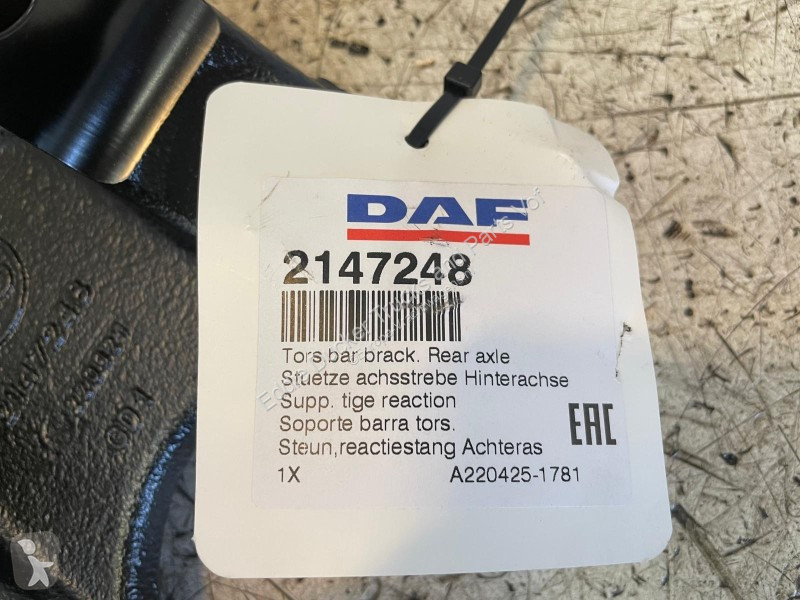 DAF
2147248
Tors.bar brack. Rear axle
Stuetze achsstrebe Hinterachse
Supp. tige reaction
Soporte barra tors.
Steun,reactiestang Achteras
EAC
1X A220425-1781